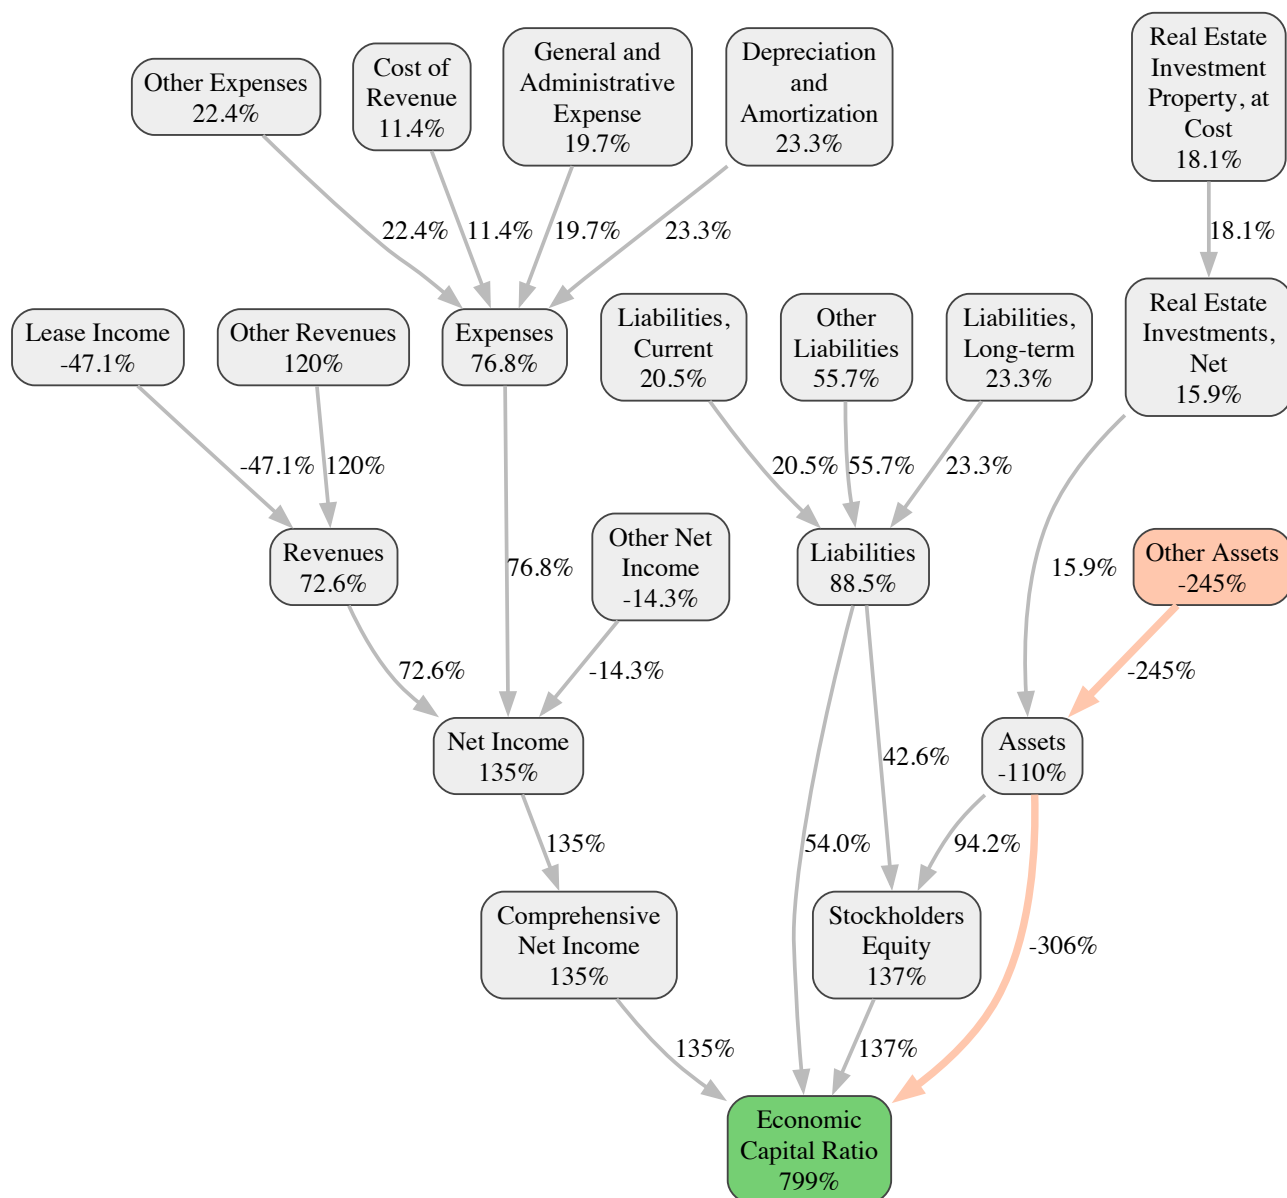 Other Expenses
22.4%
Cost of
Revenue
11.4%
General and
Administrative
Expense
19.7%
Depreciation
and
Amortization
23.3%
Real Estate
Investment
Property, at
Cost
18.1%
22.4%
11.4%
19.7%
23.3%
18.1%
Lease Income
-47.1%
Other Revenues
120%
Expenses
76.8%
Liabilities,
Current
20.5%
Other
Liabilities
55.7%
Liabilities,
Long-term
23.3%
Real Estate
Investments,
Net
15.9%
-47.1%
120%
20.5%
55.7%
23.3%
Revenues
72.6%
76.8%
Other Net
Income
-14.3%
Liabilities
88.5%
15.9%
Other Assets
-245%
72.6%
-14.3%
-245%
Net Income
135%
42.6%
Assets
-110%
135%
54.0%
94.2%
Comprehensive
Net Income
135%
Stockholders
Equity
137%
-306%
135%
137%
Economic
Capital Ratio
799%